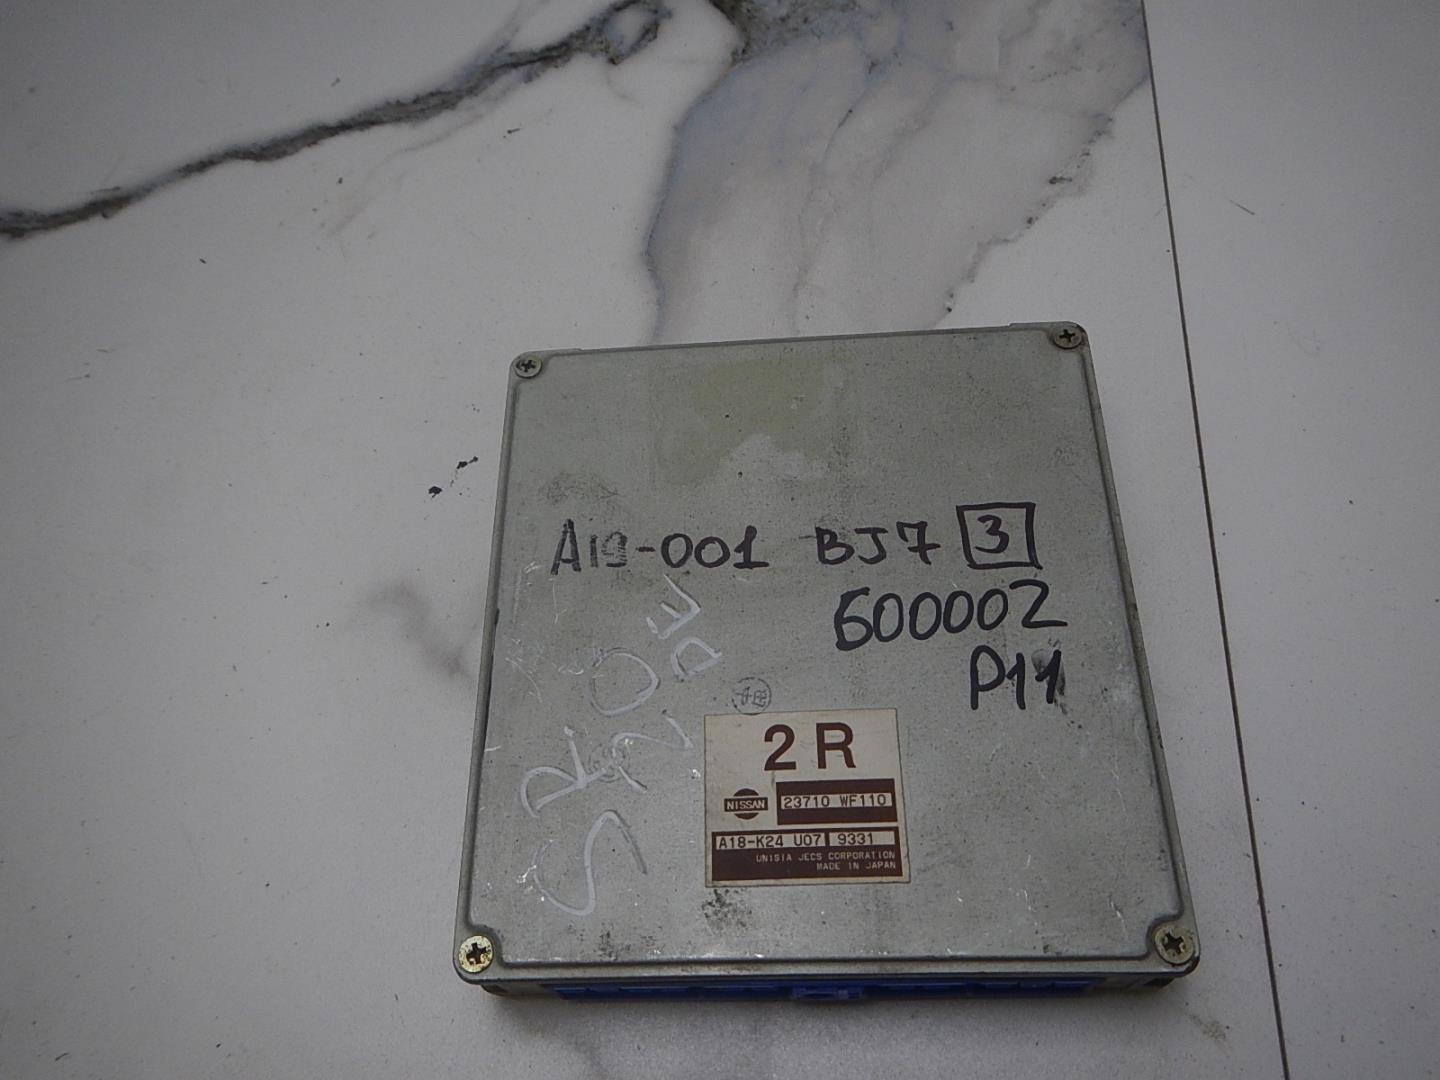 A19-001 BJ7 3
600002
P11
SR20
DE
2R
NISSAN 23710 WF110
A18-K24 U07 9331
UNISIA JECS CORPORATION
MADE IN JAPAN